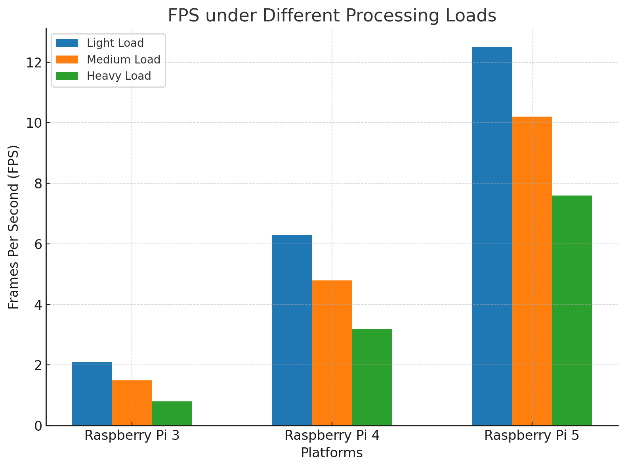 FPS under Different Processing Loads
Light Load
Medium Load
Heavy Load
Frames Per Second (FPS)
12
10
8
6
4
2
0
Raspberry Pi 3 Raspberry Pi 4 Raspberry Pi 5
Platforms